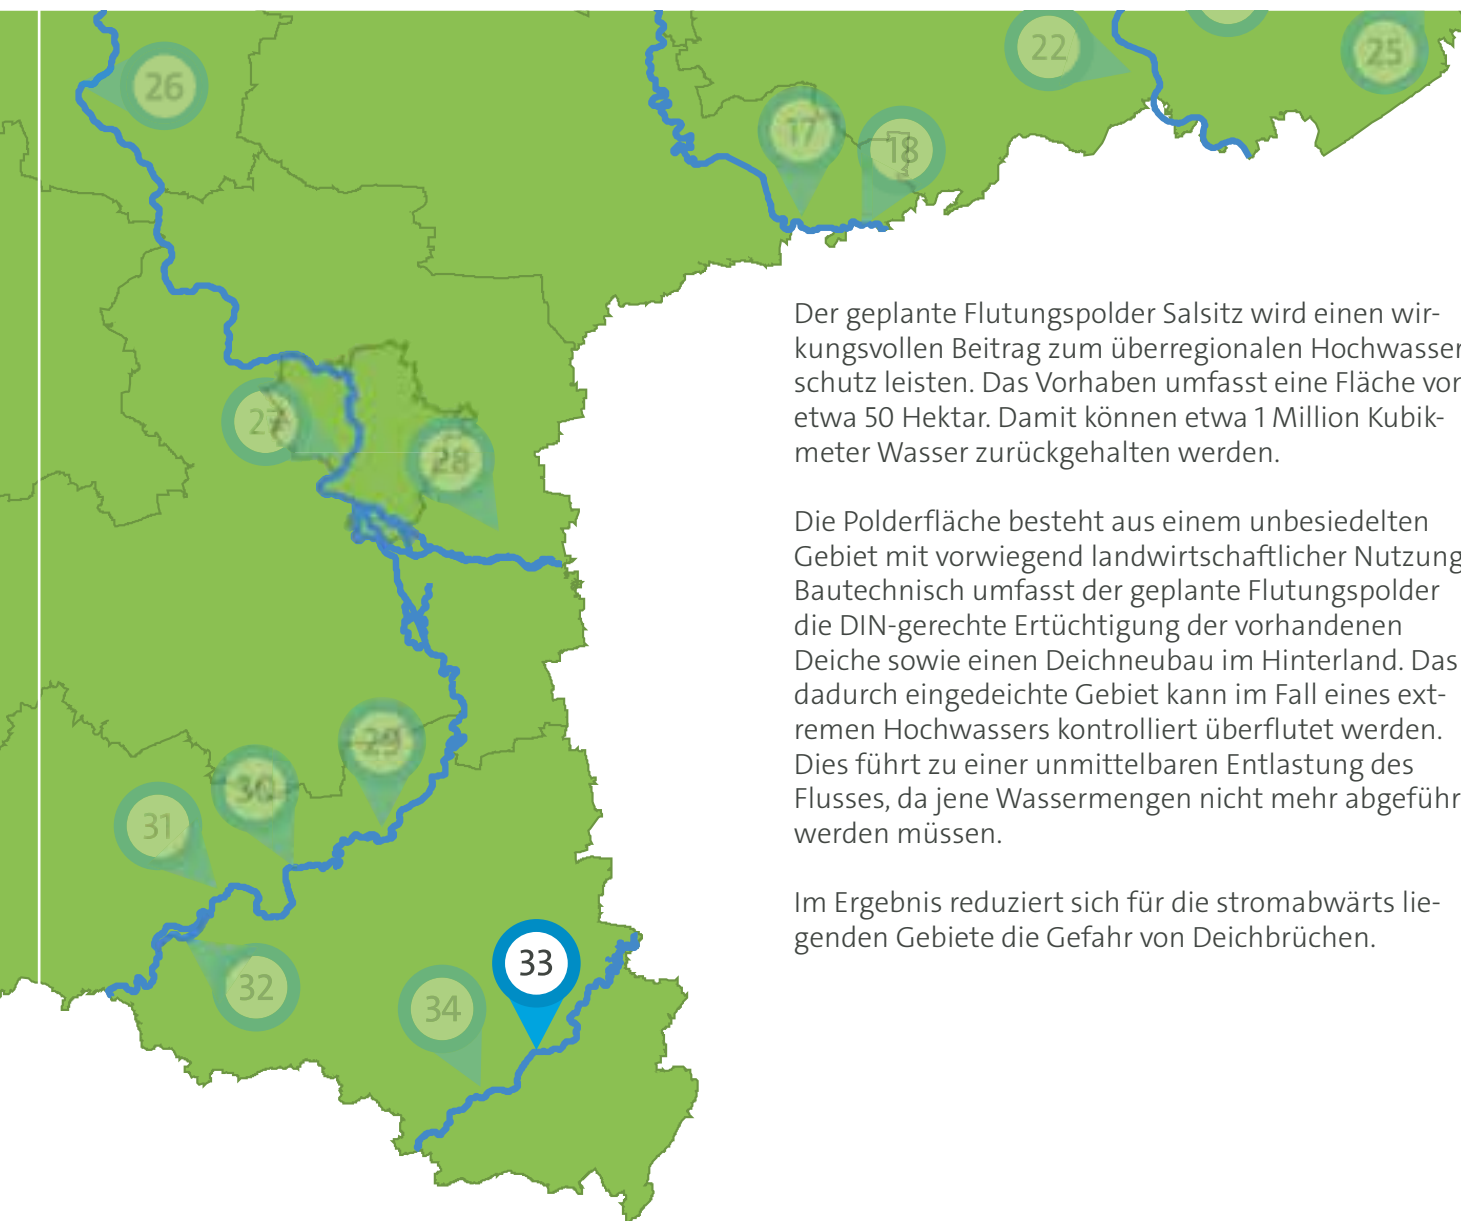 22
25
26
17
18
27
28
29
30
31
32
33
34
Der geplante Flutungspolder Salsitz wird einen wir-
kungsvollen Beitrag zum überregionalen Hochwasser
schutz leisten. Das Vorhaben umfasst eine Fläche von
etwa 50 Hektar. Damit können etwa 1 Million Kubik-
meter Wasser zurückgehalten werden.
Die Polderfläche besteht aus einem unbesiedelten
Gebiet mit vorwiegend landwirtschaftlicher Nutzung
Bautechnisch umfasst der geplante Flutungspolder
die DIN-gerechte Ertüchtigung der vorhandenen
Deiche sowie einen Deichneubau im Hinterland. Das
dadurch eingedeichte Gebiet kann im Fall eines ext-
remen Hochwassers kontrolliert überflutet werden.
Dies führt zu einer unmittelbaren Entlastung des
Flusses, da jene Wassermengen nicht mehr abgeführ
werden müssen.
Im Ergebnis reduziert sich für die stromabwärts lie-
genden Gebiete die Gefahr von Deichbrüchen.